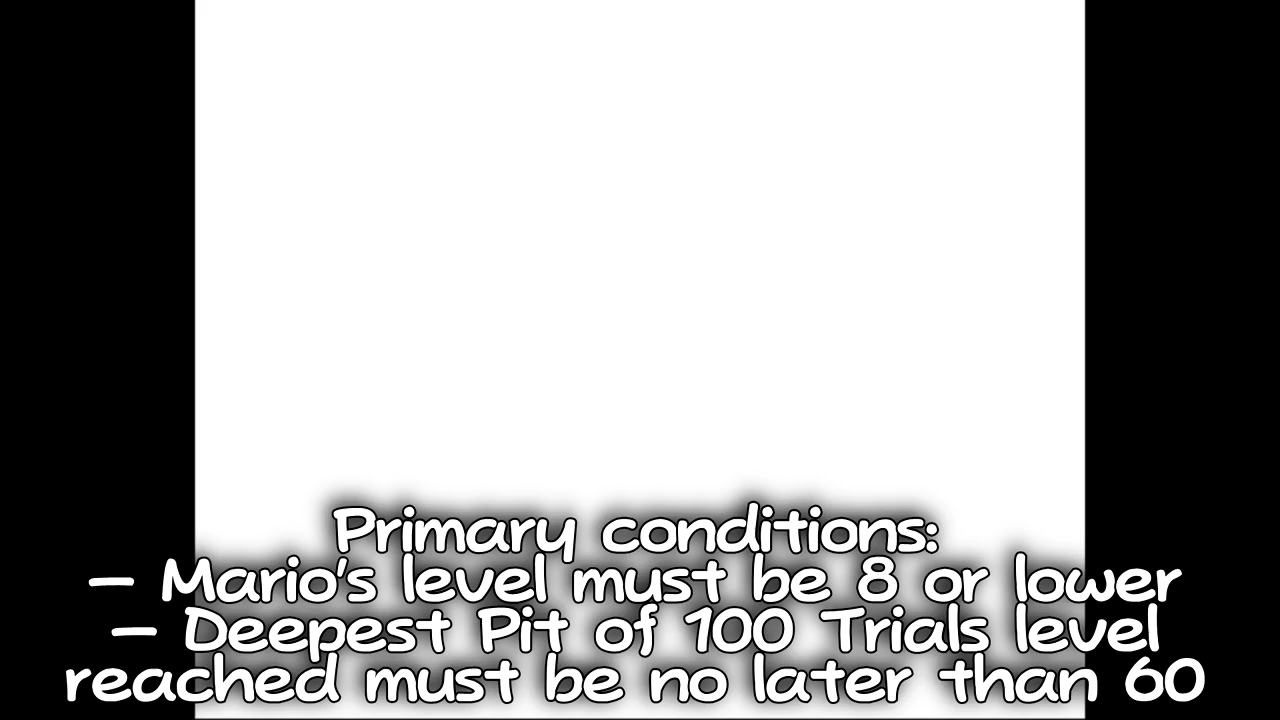 Primary conditions:
– Mario's level must be 8 or lower
– Deepest Pit of 100 Trials level
reached must be no later than 60